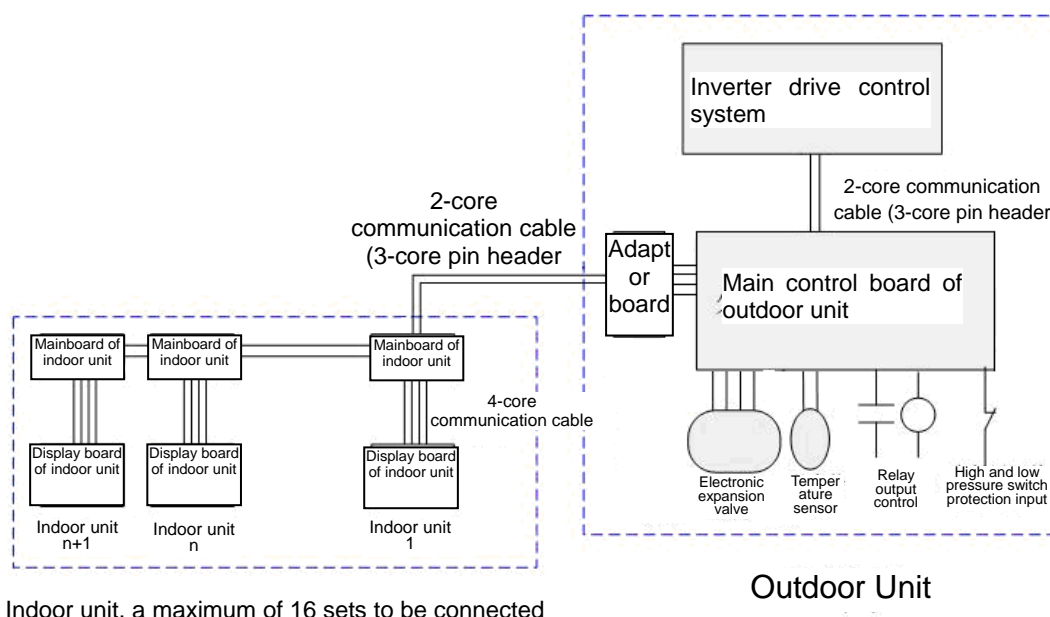 Inverter drive control
system
2-core communication
cable (3-core pin header
2-core
communication cable
(3-core pin header
Adapt
or
board
Main control board of
outdoor unit
Mainboard of
indoor unit
Mainboard of
indoor unit
Mainboard of
indoor unit
4-core
communication cable
Display board
of indoor unit
Display board
of indoor unit
Display board
of indoor unit
Indoor unit
n+1
Indoor unit
n
Indoor unit
1
Electronic
expansion
valve
Temper
ature
sensor
Relay
output
control
High and low
pressure switch
protection input
Outdoor Unit
Indoor unit, a maximum of 16 sets to be connected